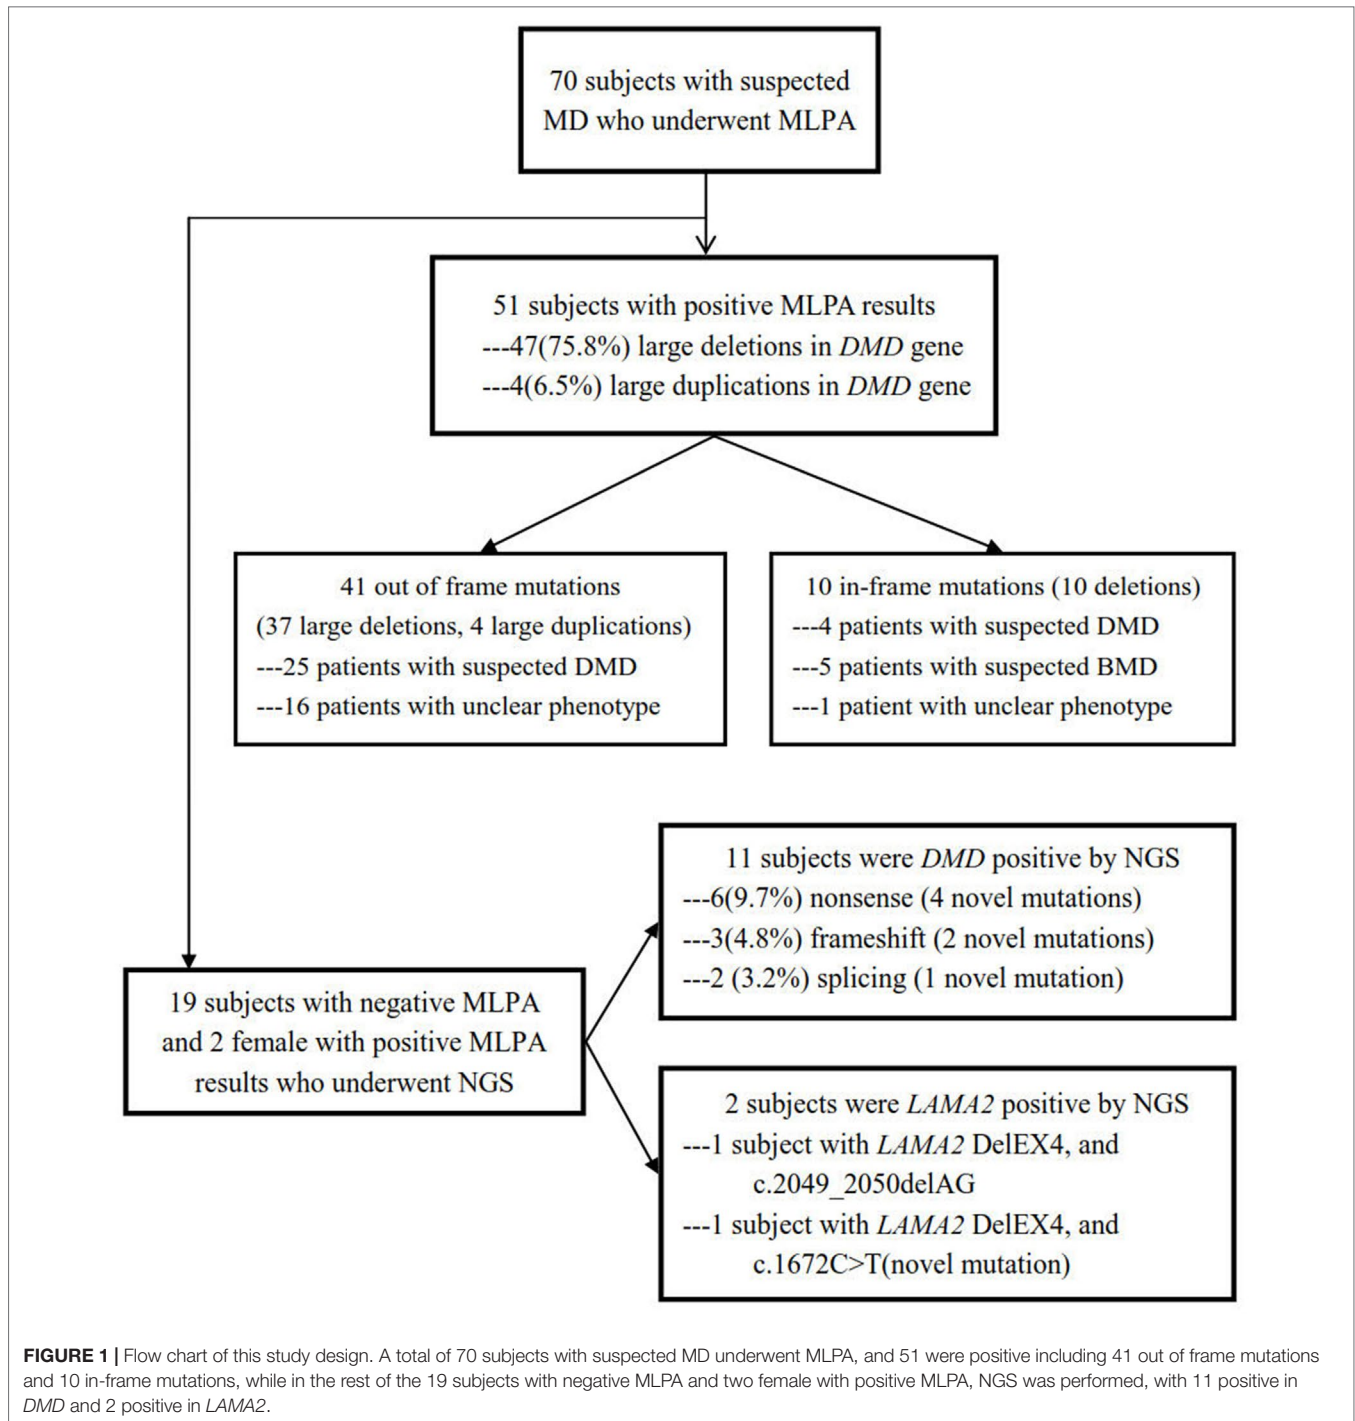 70 subjects with suspected
MD who underwent MLPA
51 subjects with positive MLPA results
---47(75.8%) large deletions in DMD gene
---4(6.5%) large duplications in DMD gene
41 out of frame mutations
(37 large deletions, 4 large duplications)
---25 patients with suspected DMD
---16 patients with unclear phenotype
10 in-frame mutations (10 deletions)
---4 patients with suspected DMD
---5 patients with suspected BMD
---1 patient with unclear phenotype
19 subjects with negative MLPA
and 2 female with positive MLPA
results who underwent NGS
11 subjects were DMD positive by NGS
---6(9.7%) nonsense (4 novel mutations)
---3(4.8%) frameshift (2 novel mutations)
---2 (3.2%) splicing (1 novel mutation)
2 subjects were LAMA2 positive by NGS
---1 subject with LAMA2 DelEX4, and
c.2049_2050delAG
---1 subject with LAMA2 DelEX4, and
c.1672C>T(novel mutation)
FIGURE 1 | Flow chart of this study design. A total of 70 subjects with suspected MD underwent MLPA, and 51 were positive including 41 out of frame mutations
and 10 in-frame mutations, while in the rest of the 19 subjects with negative MLPA and two female with positive MLPA, NGS was performed, with 11 positive in
DMD and 2 positive in LAMA2.